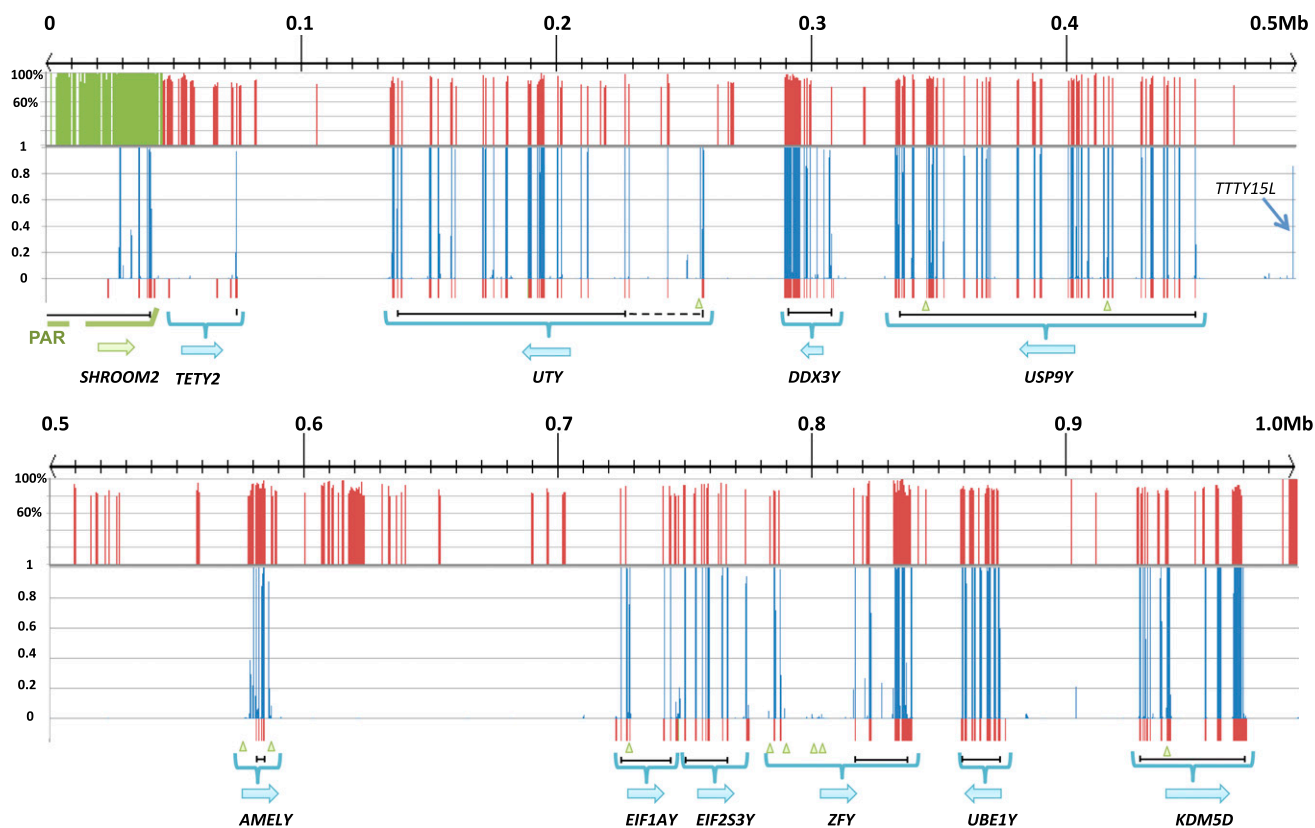 0 0.1 0.2 0.3 0.4 0.5Mb
100%
60%
1
0.8
0.6
0.4
0.2
0
TTTY15L
PAR
SHROOM2 TETY2 UTY DDX3Y USP9Y
0.5 0.6 0.7 0.8 0.9 1.0Mb
100%
60%
1
0.8
0.6
0.4
0.2
0
AMELY EIF1AY EIF2S3Y ZFY UBE1Y KDM5D